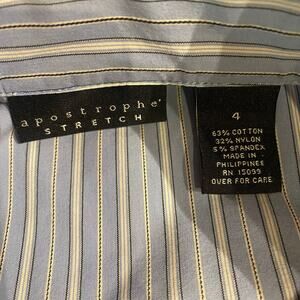 apostrophe'
STRETCH
4
63% COTTON
32% NYLON
5% SPANDEX
MADE IN
PHILIPPINES
RN 15099
OVER FOR CARE